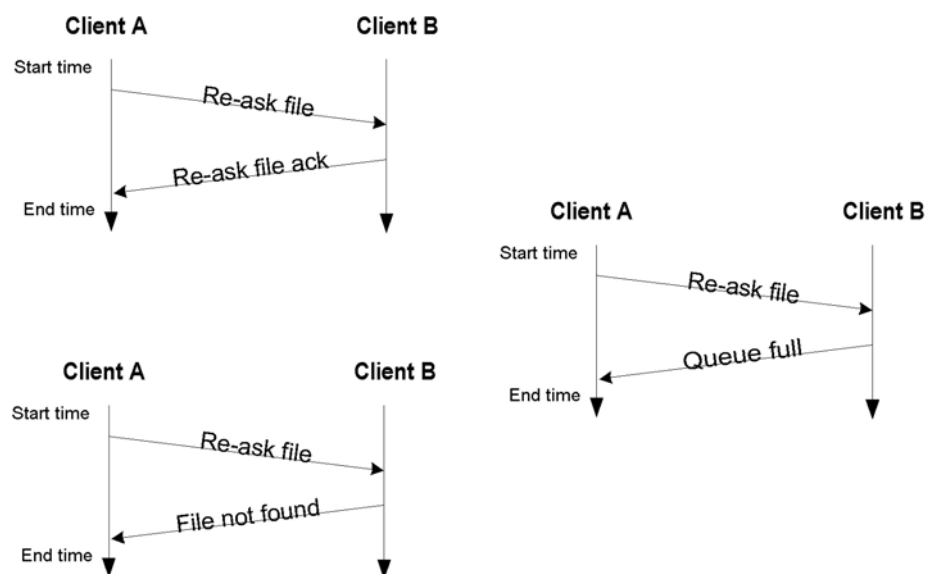 Client A
Client B
Start time
Re-ask file
Re-ask file ack
End time
Client A
Client B
Start time
Re-ask file
Queue full
End time
Client A
Client B
Start time
Re-ask file
File not found
End time